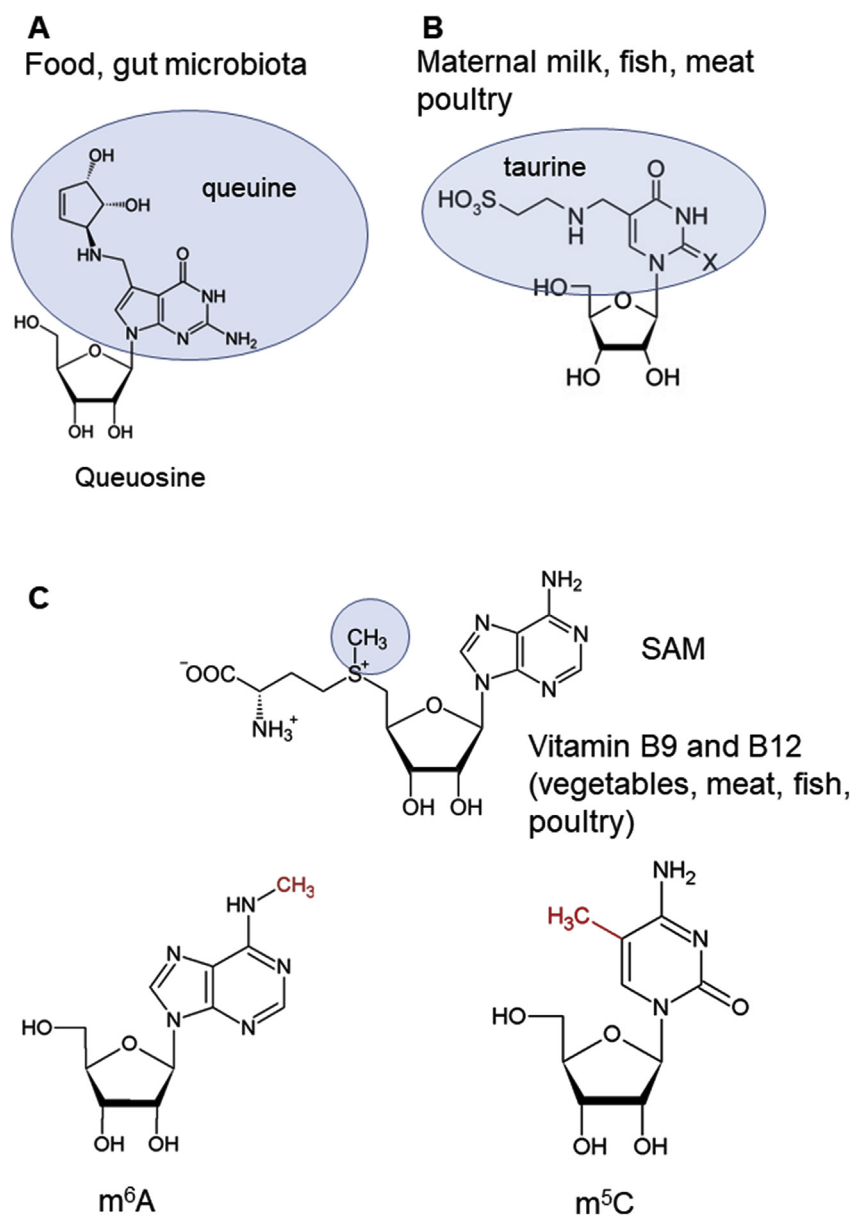 A
Food, gut microbiota
OH
queuine
OH
HN
O
NH
N
N
NH₂
HO
O
OH OH
Queuosine
B
Maternal milk, fish, meat
poultry
taurine
O
HO₃S
N
H
NH
N
X
HO
O
HO OH
C
NH₂
CH₃
N
N
SAM
⁻OOC
S⁺
N
N
NH₃⁺
O
Vitamin B9 and B12
(vegetables, meat, fish,
poultry)
OH OH
HN
CH₃
N
N
N
N
HO
O
OH OH
m⁶A
NH₂
H₃C
N
N
O
HO
O
OH OH
m⁵C